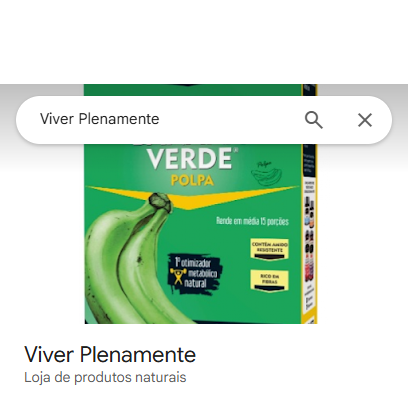 Viver Plenamente
VERDE
POLPA
Polpa
Rende em média 15 porções
CONTÉM AMIDO
RESISTENTE
1º otimizador
metabólico
natural
RICO EM
FIBRAS
Viver Plenamente
Loja de produtos naturais